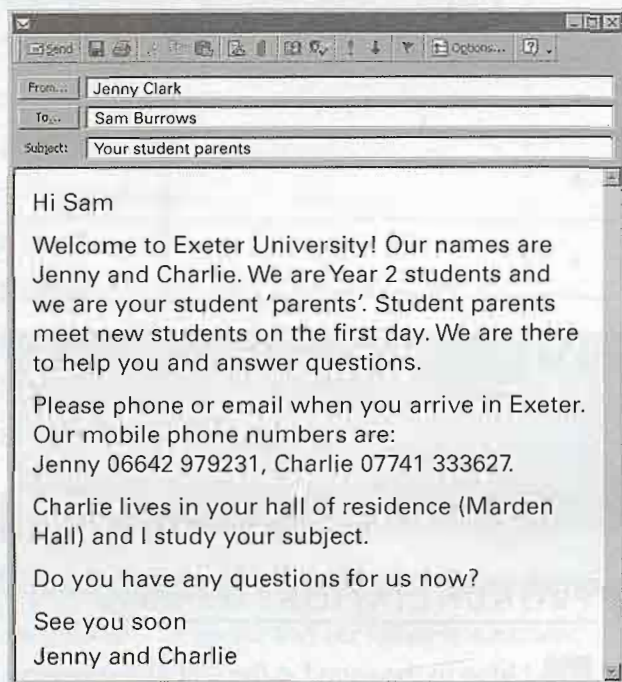 Send
Options...
From... Jenny Clark
To... Sam Burrows
Subject: Your student parents
Hi Sam
Welcome to Exeter University! Our names are
Jenny and Charlie. We are Year 2 students and
we are your student 'parents'. Student parents
meet new students on the first day. We are there
to help you and answer questions.
Please phone or email when you arrive in Exeter.
Our mobile phone numbers are:
Jenny 06642 979231, Charlie 07741 333627.
Charlie lives in your hall of residence (Marden
Hall) and I study your subject.
Do you have any questions for us now?
See you soon
Jenny and Charlie